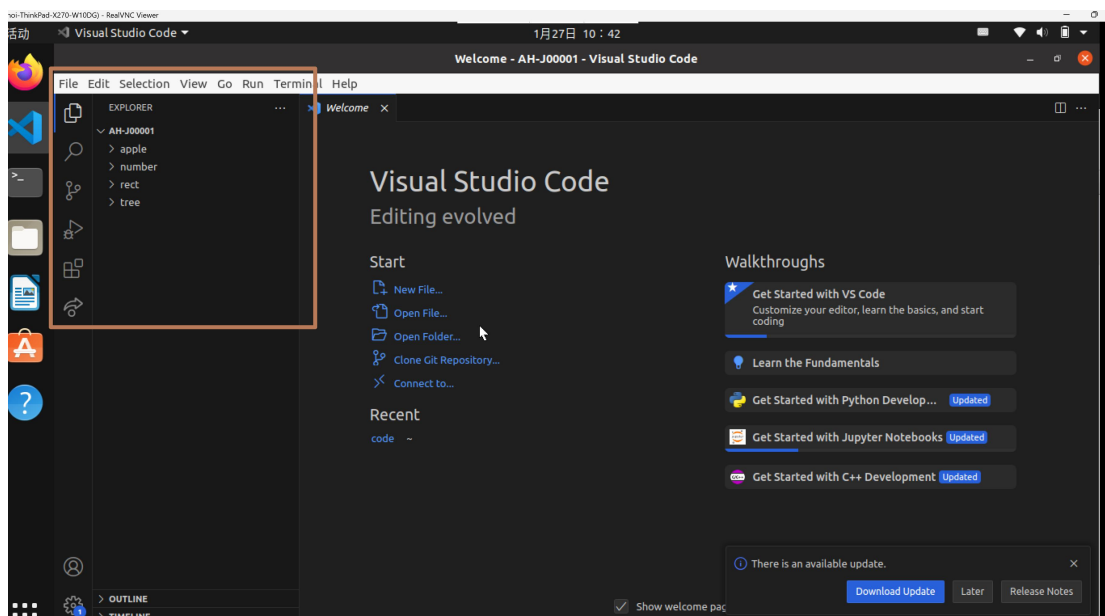 noi-ThinkPad-X270-W10DG) - RealVNC Viewer
活动 Visual Studio Code 1月27日 10：42
Welcome - AH-J00001 - Visual Studio Code
File Edit Selection View Go Run Terminal Help
EXPLORER
Welcome
AH-J00001
apple
number
rect
tree
Visual Studio Code
Editing evolved
Start
New File...
Open File...
Open Folder...
Clone Git Repository...
Connect to...
Recent
code ~
Walkthroughs
Get Started with VS Code
Customize your editor, learn the basics, and start
coding
Learn the Fundamentals
Get Started with Python Develop... Updated
Get Started with Jupyter Notebooks Updated
Get Started with C++ Development Updated
There is an available update.
Download Update Later Release Notes
1
OUTLINE
TIMELINE
Show welcome pag